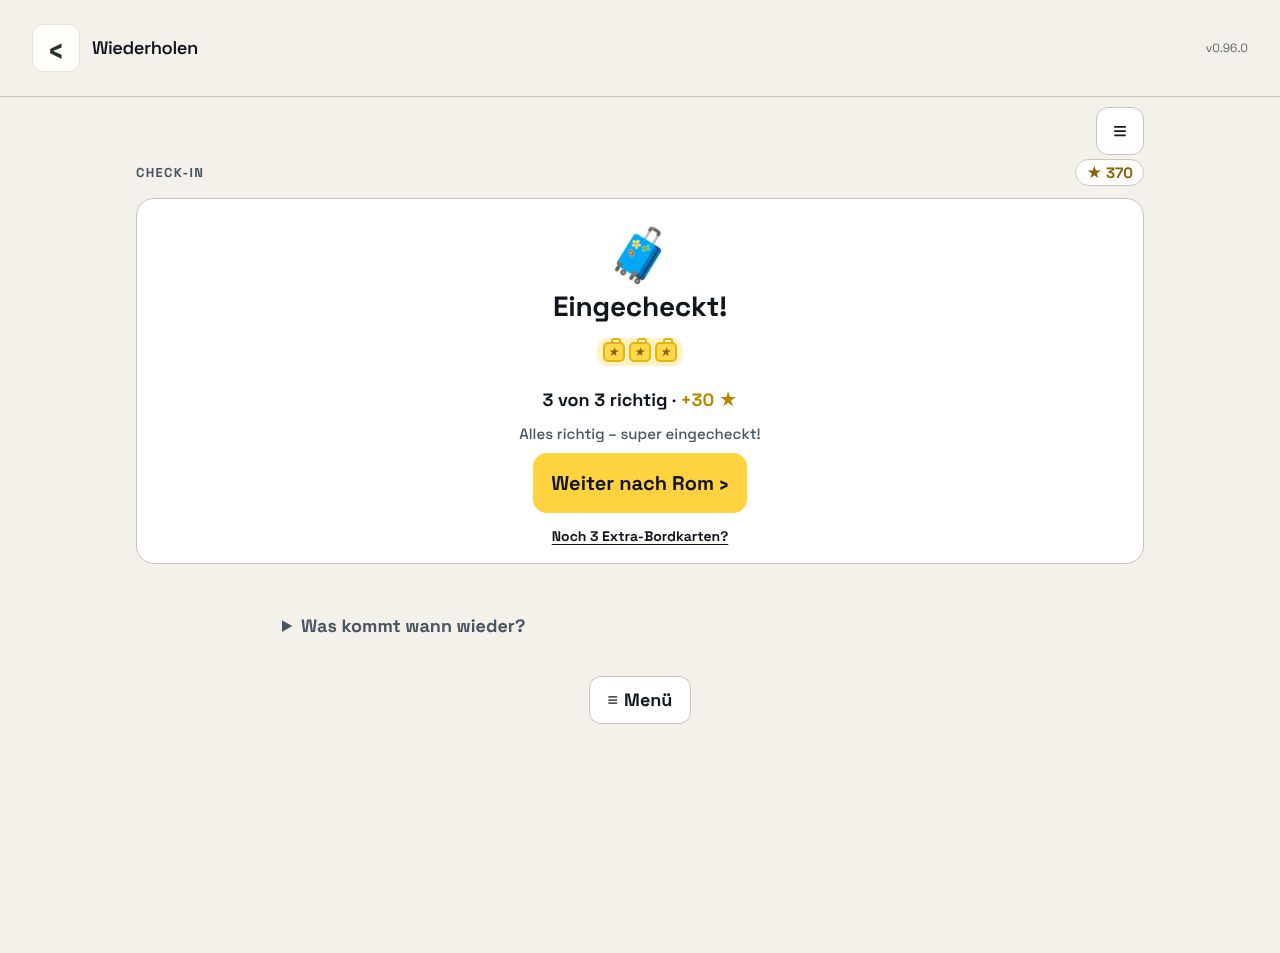 < Wiederholen
v0.96.0
≡
CHECK-IN
★ 370
Eingecheckt!
3 von 3 richtig · +30 ★
Alles richtig – super eingecheckt!
Weiter nach Rom >
Noch 3 Extra-Bordkarten?
▶ Was kommt wann wieder?
≡ Menü